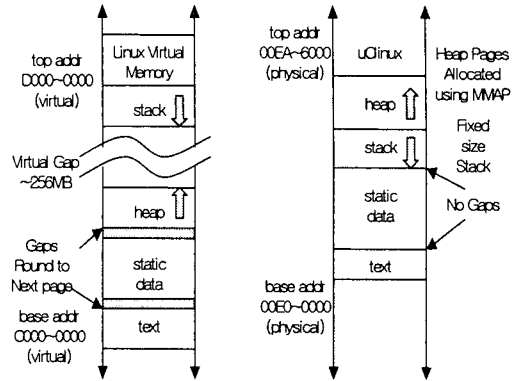 top addr
D000~0000
(virtual)
Linux Virtual
Memory
stack
Virtual Gap
~256MB
heap
Gaps
Round to
Next page
static
data
base addr
C000~0000
(virtual)
text
top addr
00EA~6000
(physical)
uClinux
Heap Pages
Allocated
using MMAP
heap
Fixed
size
Stack
stack
No Gaps
static
data
text
base addr
00E0~0000
(physical)